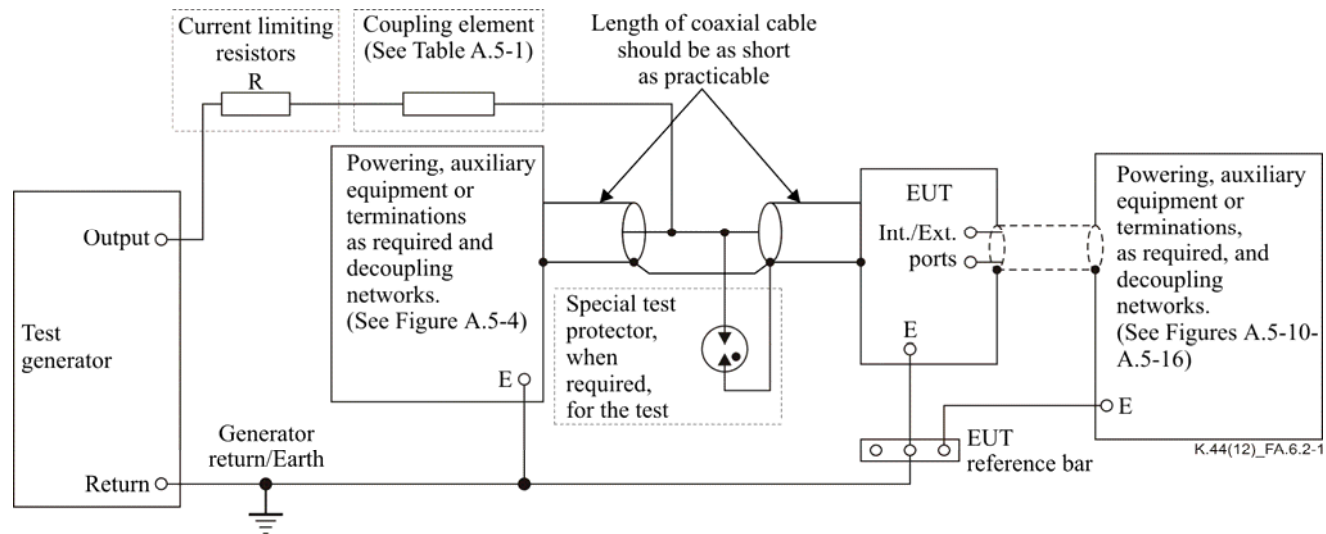 Current limiting
resistors
R
Coupling element
(See Table A.5-1)
Length of coaxial cable
should be as short
as practicable
Test
generator
Output
Return
Generator
return/Earth
Powering, auxiliary
equipment or
terminations
as required and
decoupling
networks.
(See Figure A.5-4)
E
Special test
protector,
when
required,
for the test
EUT
Int./Ext.
ports
E
EUT
reference bar
Powering, auxiliary
equipment or
terminations,
as required, and
decoupling
networks.
(See Figures A.5-10-
A.5-16)
E
K.44(12)_FA.6.2-1